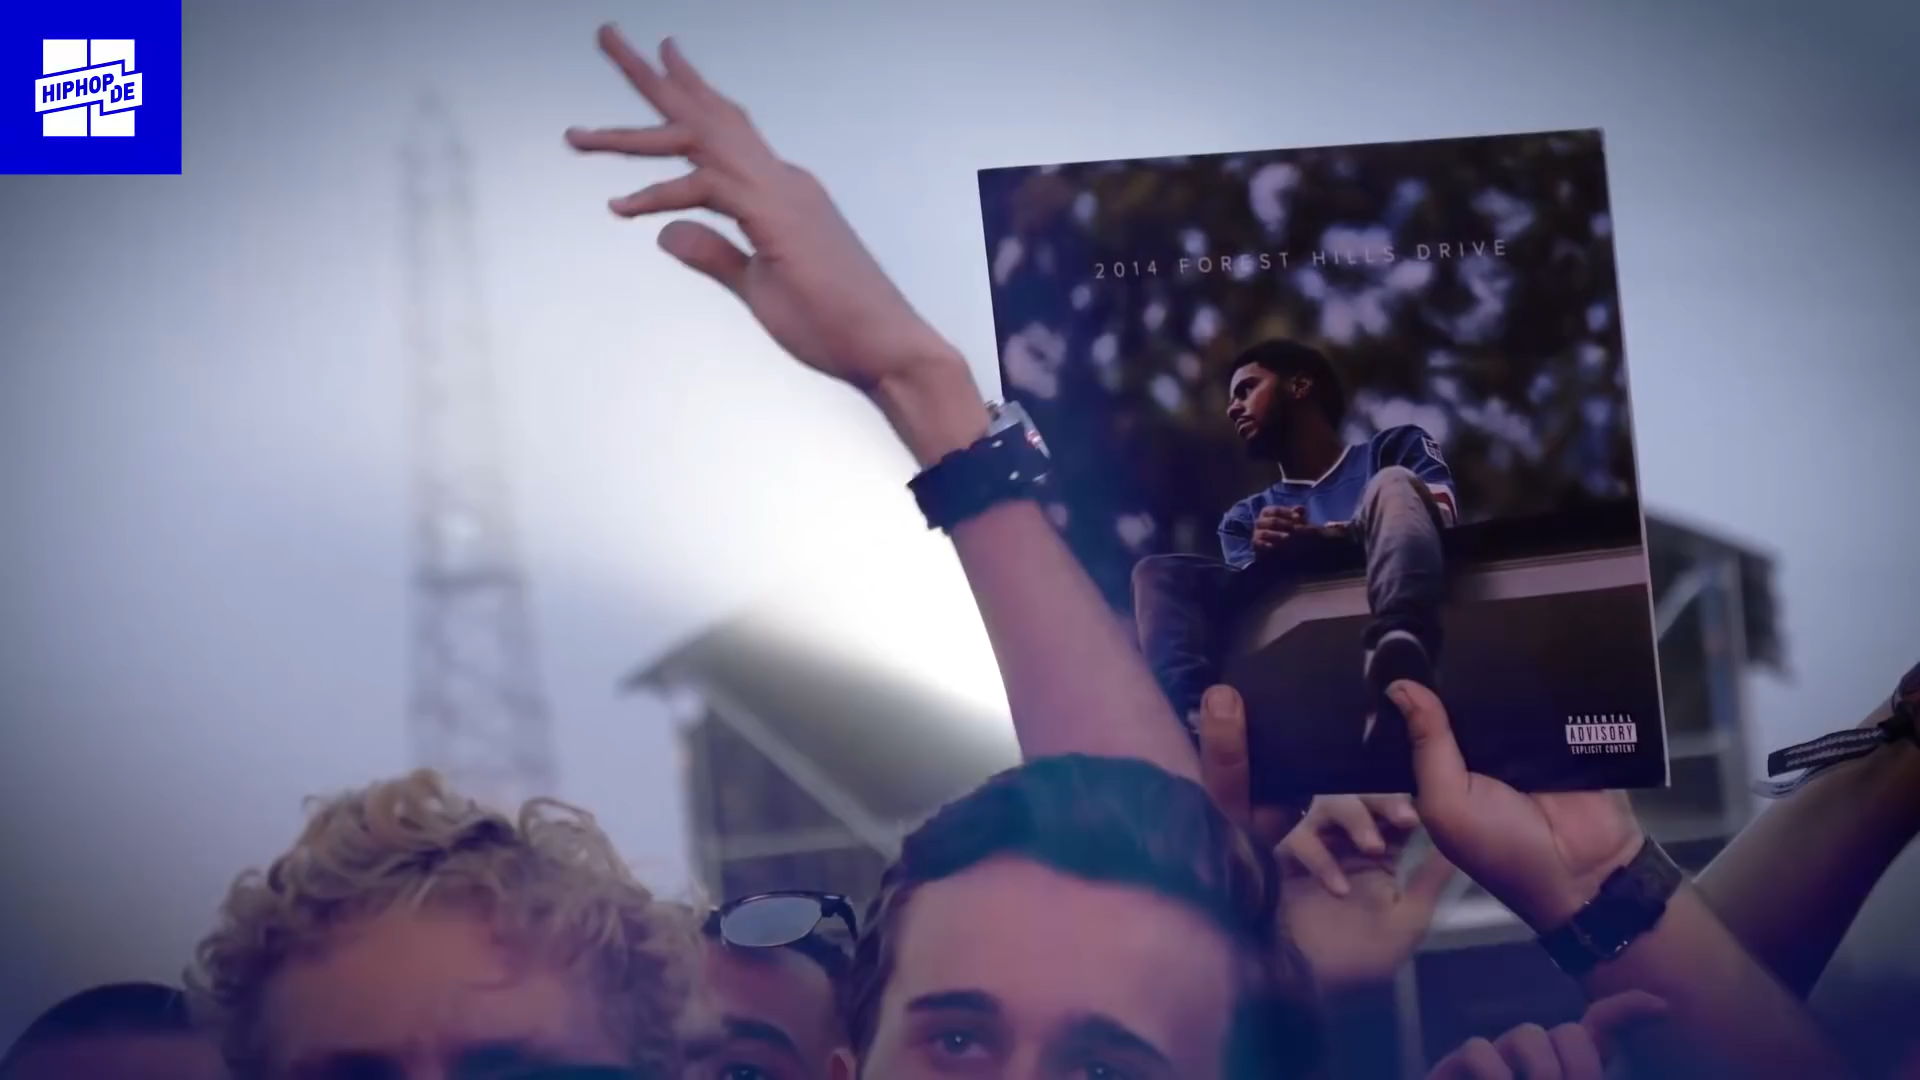 HIPHOP.DE
2014 FOREST HILLS DRIVE
PARENTAL
ADVISORY
EXPLICIT CONTENT